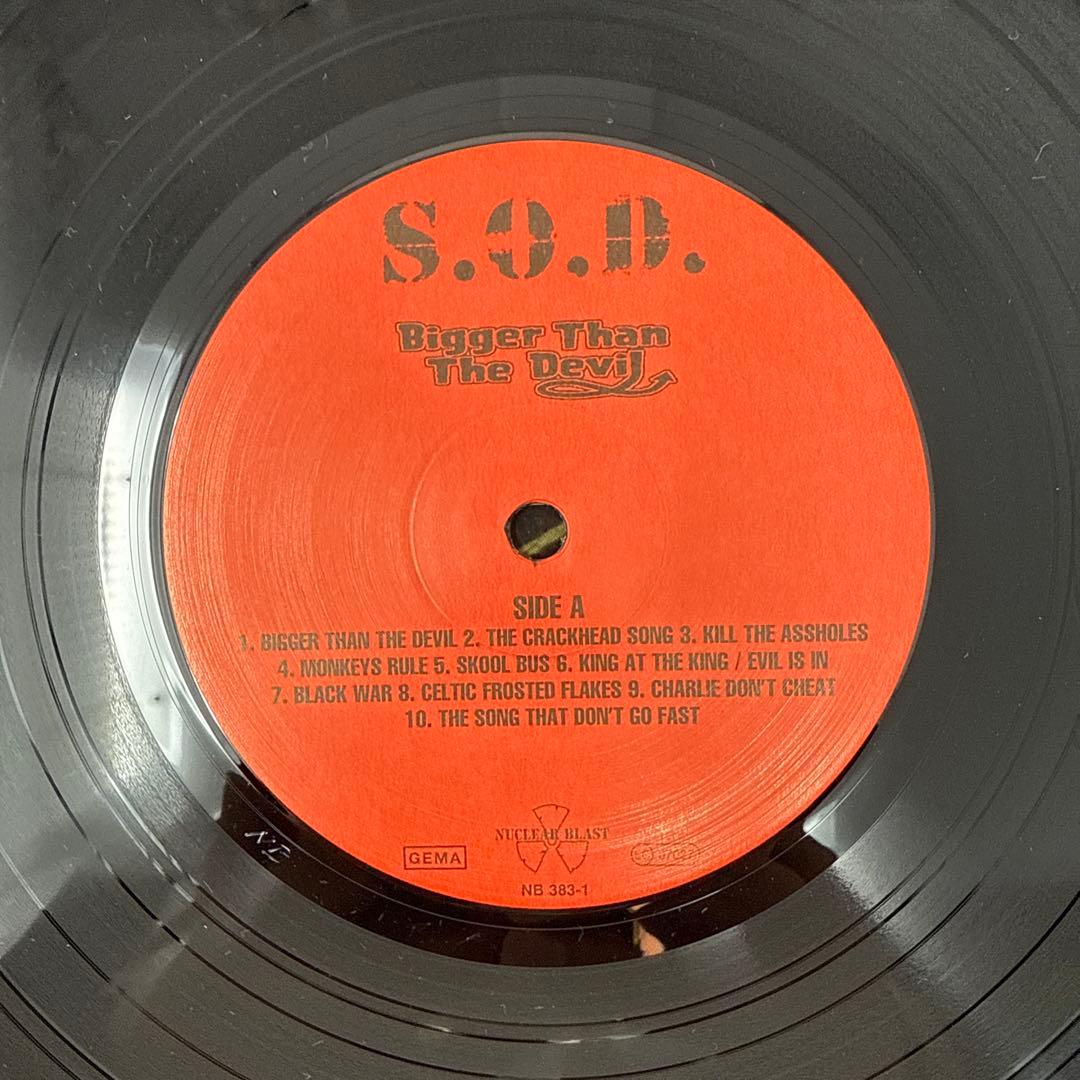 S.O.D.
Bigger Than
The Devil
SIDE A
1. BIGGER THAN THE DEVIL 2. THE CRACKHEAD SONG 3. KILL THE ASSHOLES
4. MONKEYS RULE 5. SKOOL BUS 6. KING AT THE KING / EVIL IS IN
7. BLACK WAR 8. CELTIC FROSTED FLAKES 9. CHARLIE DON'T CHEAT
10. THE SONG THAT DON'T GO FAST
NUCLEAR BLAST
GEMA
NB 383-1